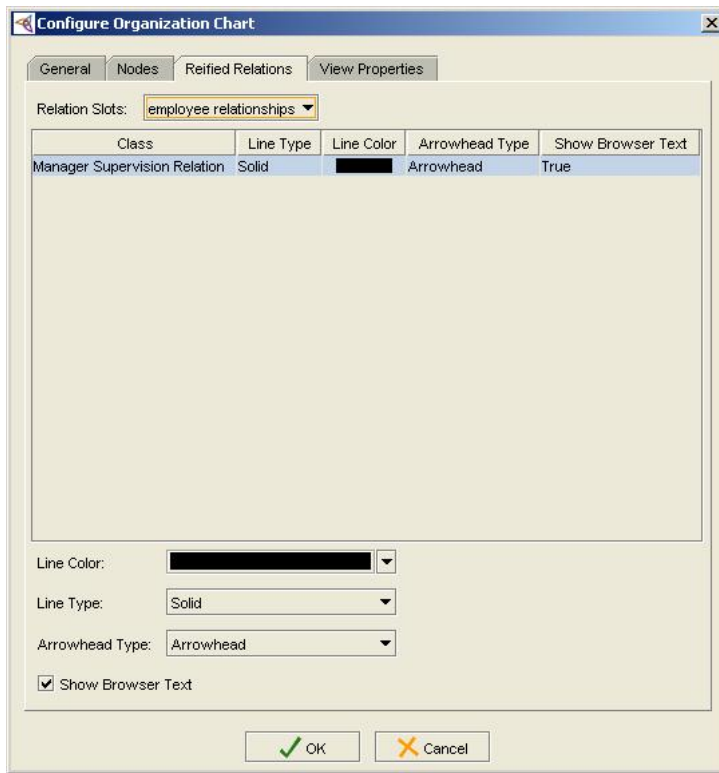 Configure Organization Chart
General Nodes Reified Relations View Properties
Relation Slots: employee relationships
Class Line Type Line Color Arrowhead Type Show Browser Text
Manager Supervision Relation Solid Arrowhead True
Line Color:
Line Type: Solid
Arrowhead Type: Arrowhead
Show Browser Text
OK Cancel